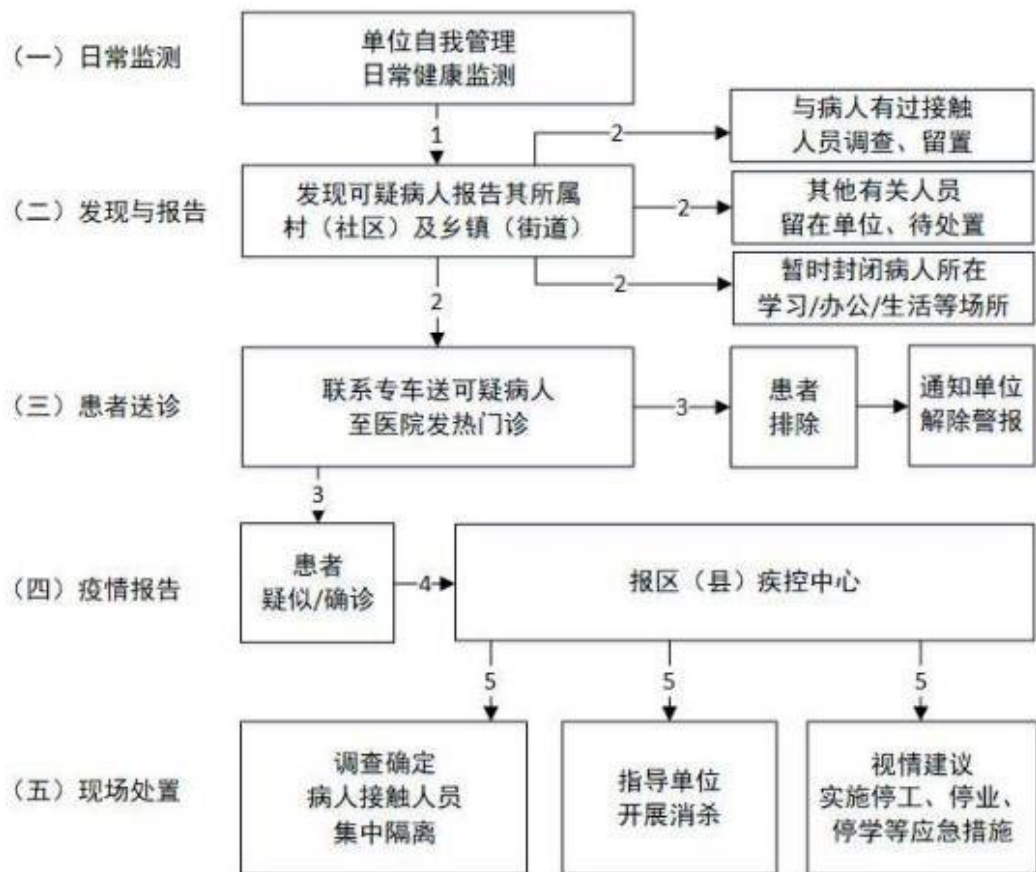 （一）日常监测
单位自我管理
日常健康监测
1
2
与病人有过接触
人员调查、留置
（二）发现与报告
发现可疑病人报告其所属
村（社区）及乡镇（街道）
2
其他有关人员
留在单位、待处置
2
暂时封闭病人所在
学习/办公/生活等场所
2
（三）患者送诊
联系专车送可疑病人
至医院发热门诊
3
患者
排除
通知单位
解除警报
3
（四）疫情报告
患者
疑似/确诊
4
报区（县）疾控中心
5
5
5
（五）现场处置
调查确定
病人接触人员
集中隔离
指导单位
开展消杀
视情建议
实施停工、停业、
停学等应急措施